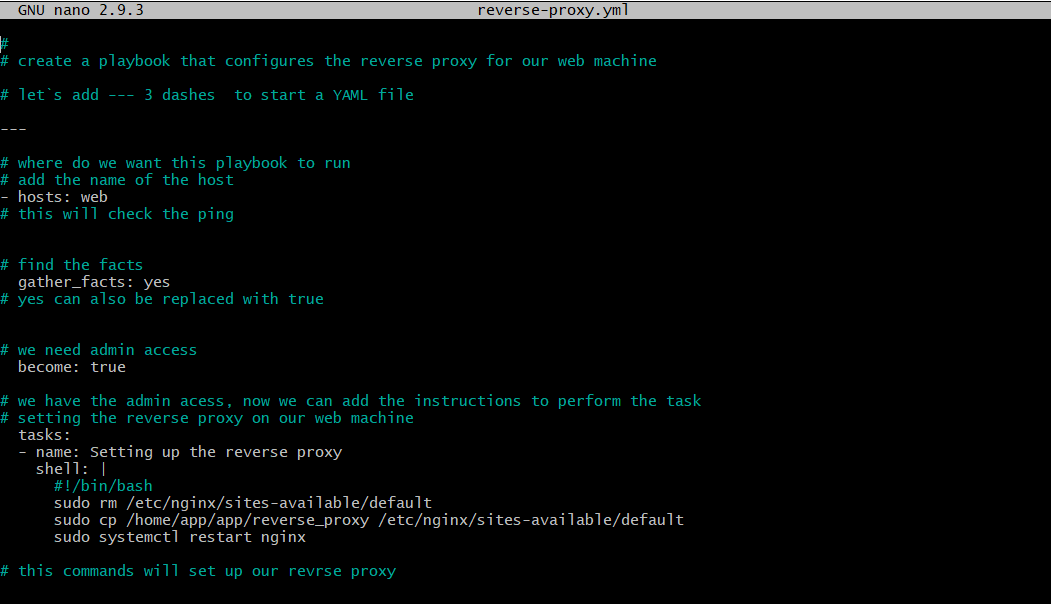 GNU nano 2.9.3 reverse-proxy.yml
#
# create a playbook that configures the reverse proxy for our web machine
# let`s add --- 3 dashes  to start a YAML file
---
# where do we want this playbook to run
# add the name of the host
- hosts: web
# this will check the ping
# find the facts
  gather_facts: yes
# yes can also be replaced with true
# we need admin access
  become: true
# we have the admin acess, now we can add the instructions to perform the task
# setting the reverse proxy on our web machine
  tasks:
  - name: Setting up the reverse proxy
    shell: |
      #!/bin/bash
      sudo rm /etc/nginx/sites-available/default
      sudo cp /home/app/app/reverse_proxy /etc/nginx/sites-available/default
      sudo systemctl restart nginx
# this commands will set up our revrse proxy